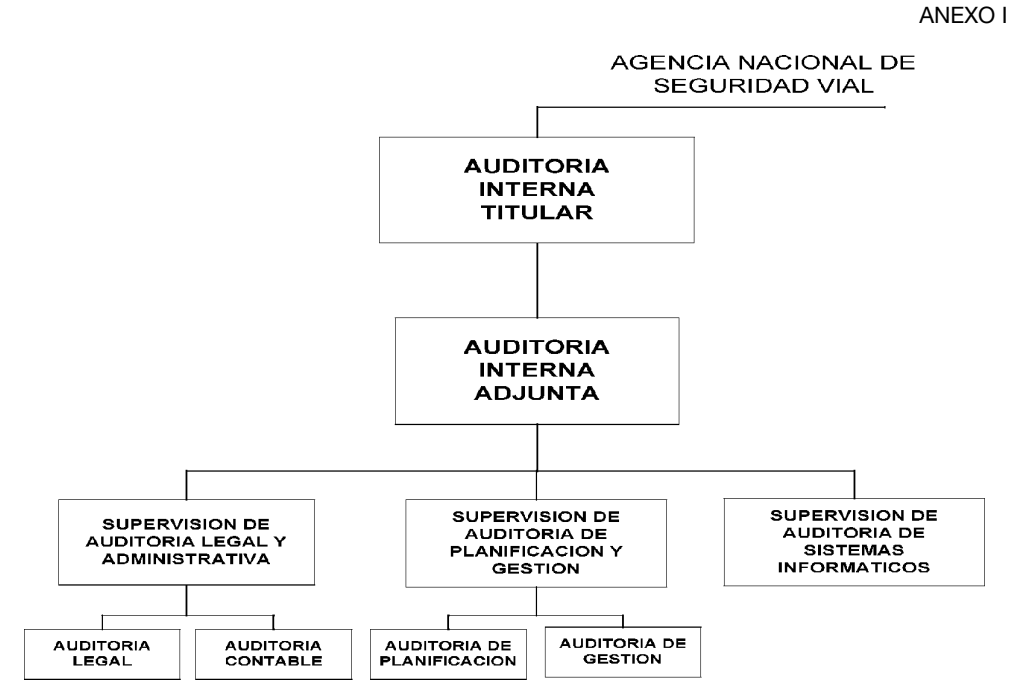 ANEXO I
AGENCIA NACIONAL DE
SEGURIDAD VIAL
AUDITORIA
INTERNA
TITULAR
AUDITORIA
INTERNA
ADJUNTA
SUPERVISION DE
AUDITORIA LEGAL Y
ADMINISTRATIVA
SUPERVISION DE
AUDITORIA DE
PLANIFICACION Y
GESTION
SUPERVISION DE
AUDITORIA DE
SISTEMAS
INFORMATICOS
AUDITORIA
LEGAL
AUDITORIA
CONTABLE
AUDITORIA DE
PLANIFICACION
AUDITORIA DE
GESTION